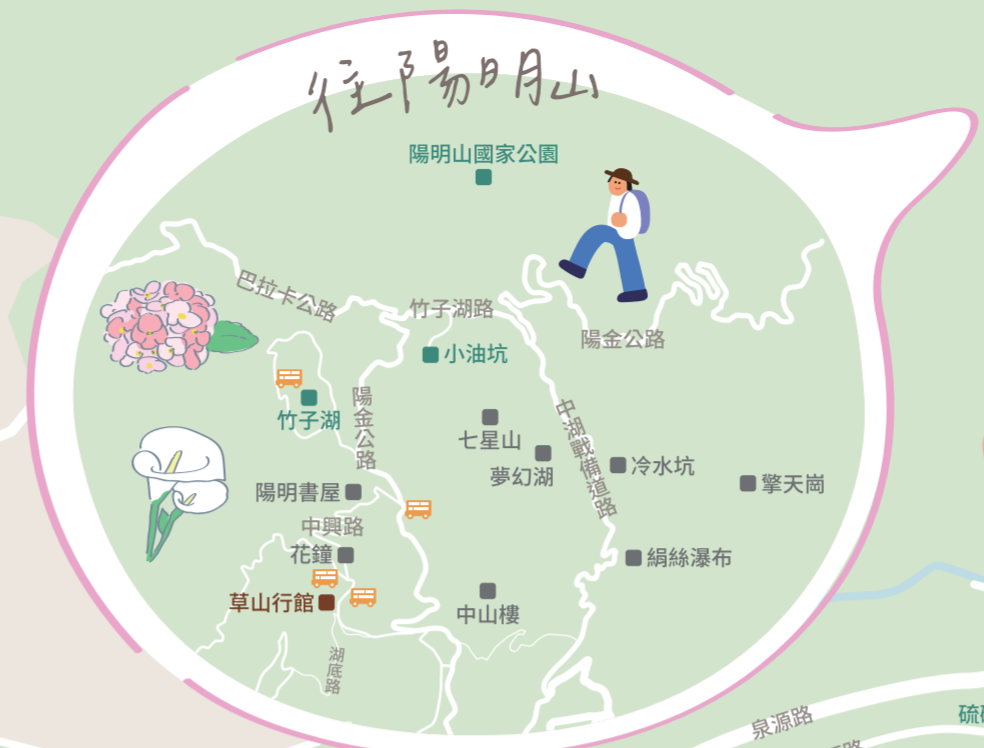 往陽明山
陽明山國家公園
巴拉卡公路
竹子湖路
陽金公路
小油坑
竹子湖
陽金公路
中湖戰備道路
七星山
夢幻湖
冷水坑
擎天崗
陽明書屋
中興路
花鐘
絹絲瀑布
草山行館
中山樓
湖底路
泉源路
硫
路